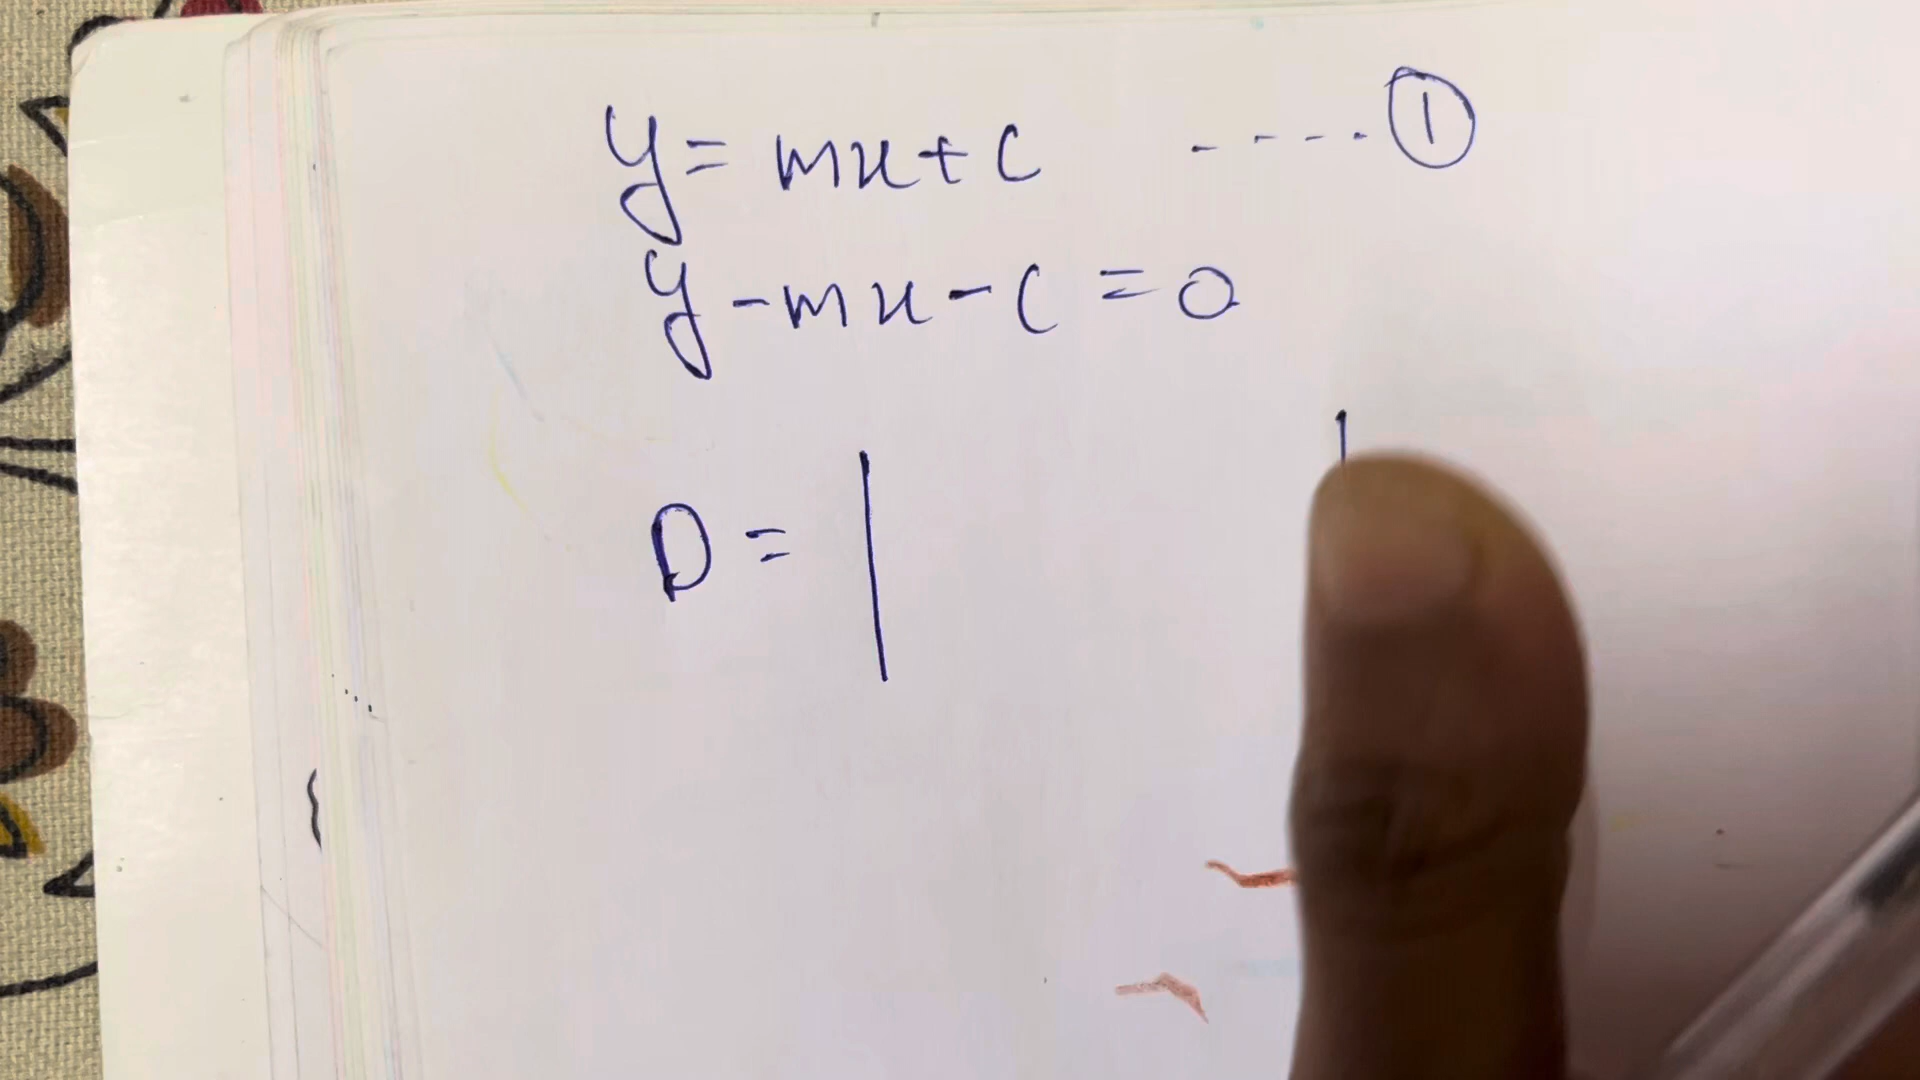 y = mx + c ----- ①
y - mx - c = 0
D = | |